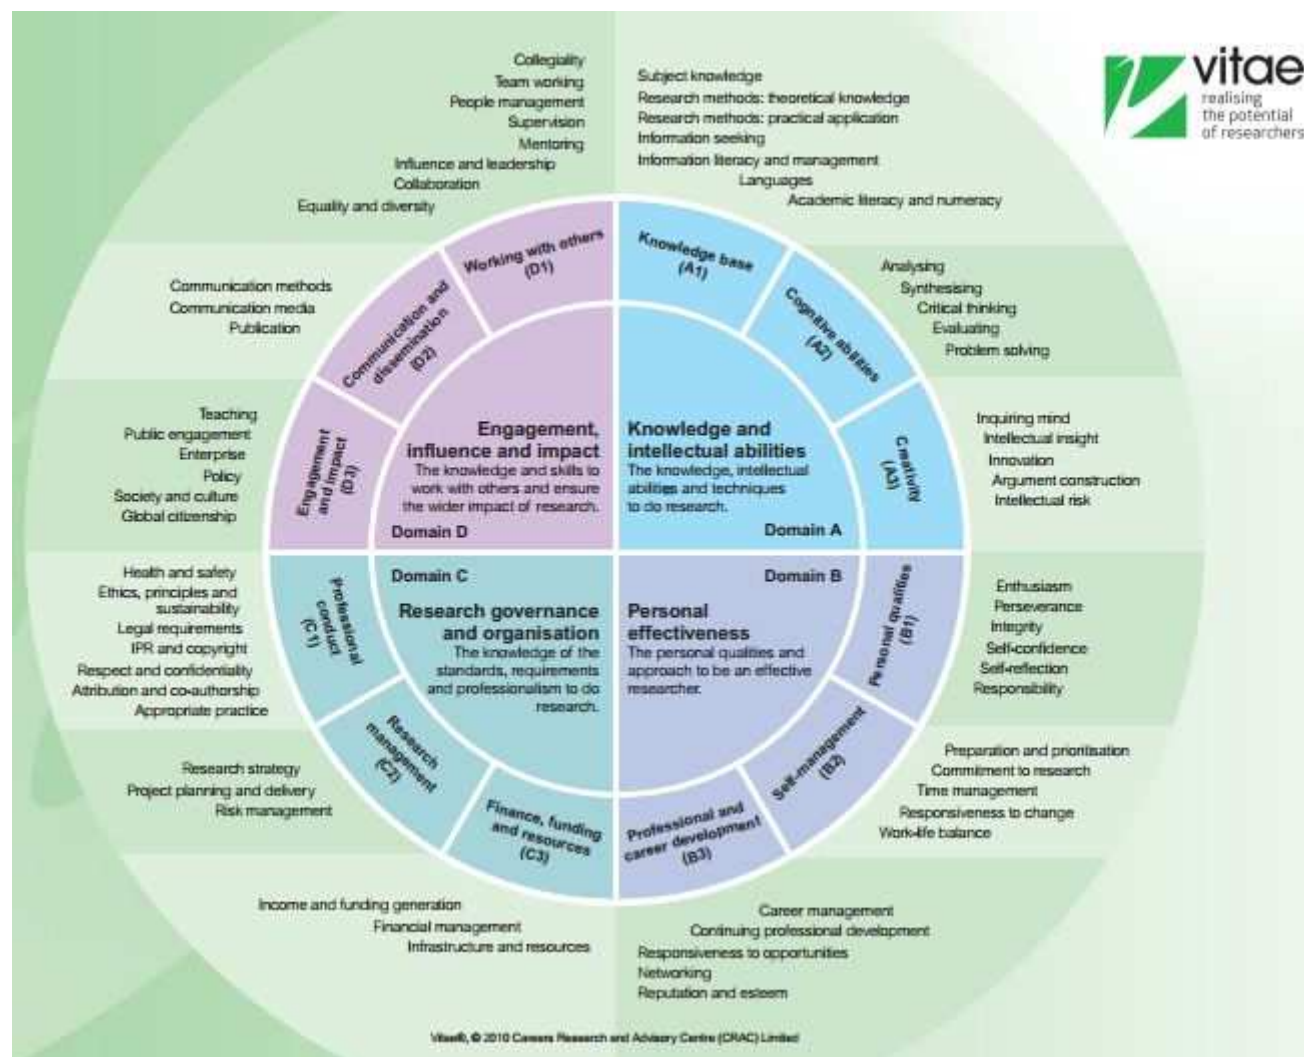 vitae
realising
the potential
of researchers
Collegiality
Team working
People management
Supervision
Mentoring
Influence and leadership
Collaboration
Equality and diversity
Subject knowledge
Research methods: theoretical knowledge
Research methods: practical application
Information seeking
Information literacy and management
Languages
Academic literacy and numeracy
Working with others
(D1)
Knowledge base
(A1)
Communication methods
Communication media
Publication
Communication and
dissemination
(D2)
Cognitive abilities
(A2)
Analysing
Synthesising
Critical thinking
Evaluating
Problem solving
Teaching
Public engagement
Enterprise
Policy
Society and culture
Global citizenship
Engagement
and impact
(D3)
Engagement,
influence and impact
The knowledge and skills to
work with others and ensure
the wider impact of research.
Domain D
Knowledge and
intellectual abilities
The knowledge, intellectual
abilities and techniques
to do research.
Domain A
Creativity
(A3)
Inquiring mind
Intellectual insight
Innovation
Argument construction
Intellectual risk
Health and safety
Ethics, principles and
sustainability
Legal requirements
IPR and copyright
Respect and confidentiality
Attribution and co-authorship
Appropriate practice
Professional
conduct
(C1)
Domain C
Research governance
and organisation
The knowledge of the
standards, requirements
and professionalism to do
research.
Domain B
Personal
effectiveness
The personal qualities and
approach to be an effective
researcher.
Personal qualities
(B1)
Enthusiasm
Perseverance
Integrity
Self-confidence
Self-reflection
Responsibility
Research strategy
Project planning and delivery
Risk management
Research
management
(C2)
Self-management
(B2)
Preparation and prioritisation
Commitment to research
Time management
Responsiveness to change
Work-life balance
Finance, funding
and resources
(C3)
Professional and
career development
(B3)
Income and funding generation
Financial management
Infrastructure and resources
Career management
Continuing professional development
Responsiveness to opportunities
Networking
Reputation and esteem
Vitae®, © 2010 Careers Research and Advisory Centre (CRAC) Limited